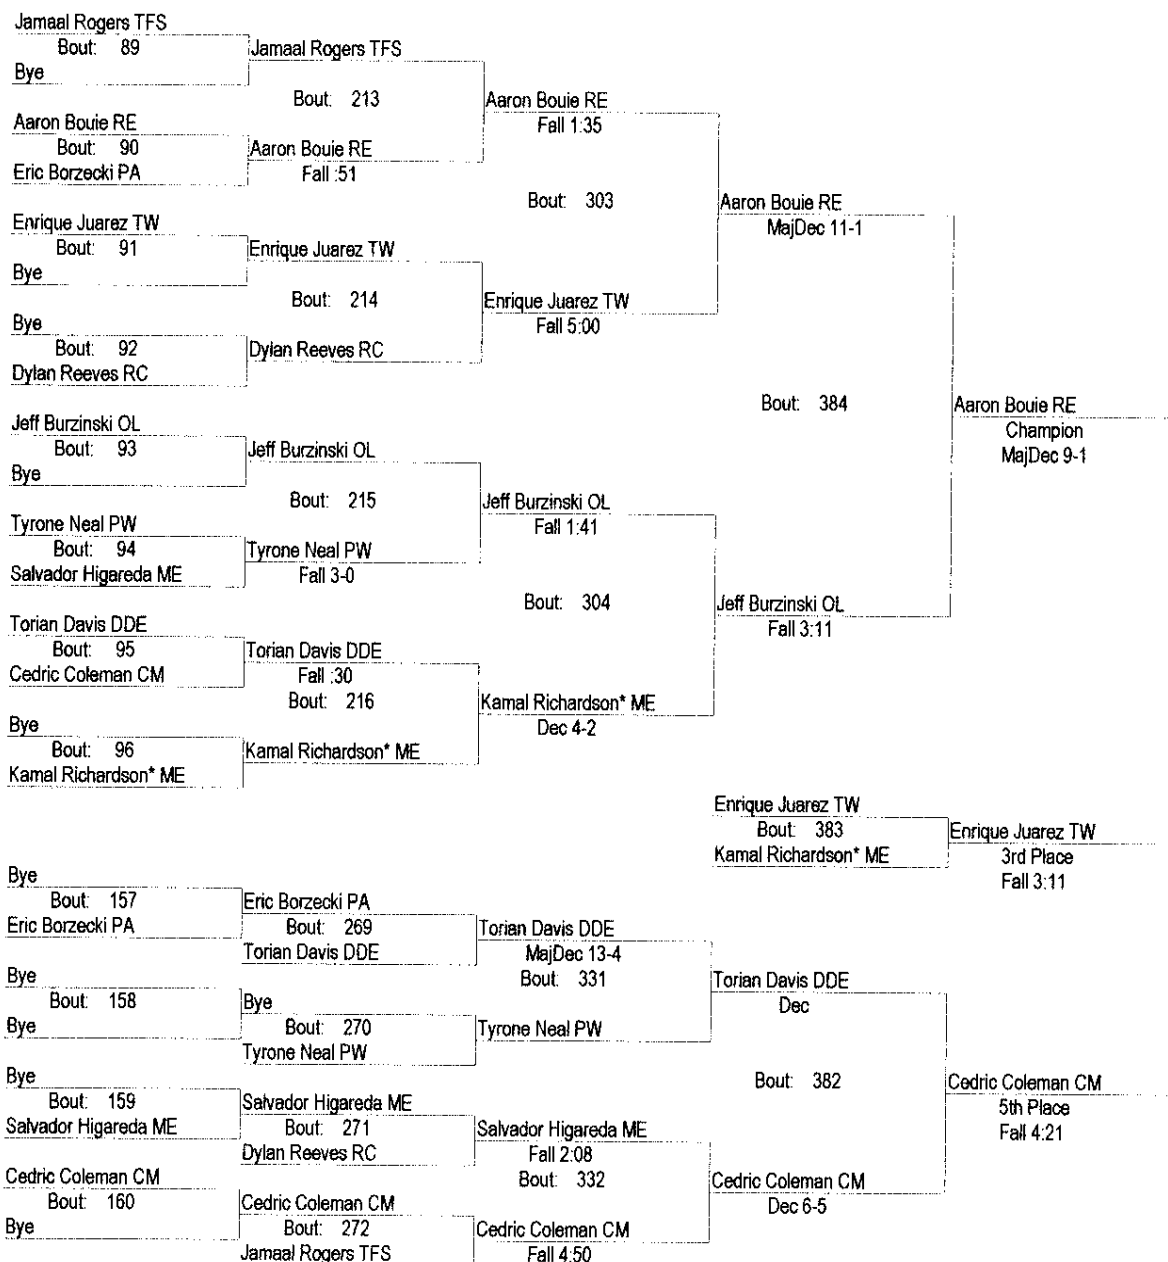 Jamaal Rogers TFS
Bout: 89
Bye
Jamaal Rogers TFS
Bout: 213
Aaron Bouie RE
Bout: 90
Eric Borzecki PA
Aaron Bouie RE
Fall :51
Aaron Bouie RE
Fall 1:35
Bout: 303
Enrique Juarez TW
Bout: 91
Bye
Enrique Juarez TW
Bout: 214
Bye
Bout: 92
Dylan Reeves RC
Dylan Reeves RC
Enrique Juarez TW
Fall 5:00
Aaron Bouie RE
MajDec 11-1
Bout: 384
Aaron Bouie RE
Champion
MajDec 9-1
Jeff Burzinski OL
Bout: 93
Bye
Jeff Burzinski OL
Bout: 215
Tyrone Neal PW
Bout: 94
Salvador Higareda ME
Tyrone Neal PW
Fall 3-0
Jeff Burzinski OL
Fall 1:41
Bout: 304
Torian Davis DDE
Bout: 95
Cedric Coleman CM
Torian Davis DDE
Fall :30
Bout: 216
Bye
Bout: 96
Kamal Richardson* ME
Kamal Richardson* ME
Kamal Richardson* ME
Dec 4-2
Jeff Burzinski OL
Fall 3:11
Enrique Juarez TW
Bout: 383
Kamal Richardson* ME
Enrique Juarez TW
3rd Place
Fall 3:11
Bye
Bout: 157
Eric Borzecki PA
Eric Borzecki PA
Bout: 269
Torian Davis DDE
Torian Davis DDE
MajDec 13-4
Bout: 331
Bye
Bout: 158
Bye
Bye
Bout: 270
Tyrone Neal PW
Tyrone Neal PW
Torian Davis DDE
Dec
Bout: 382
Bye
Bout: 159
Salvador Higareda ME
Salvador Higareda ME
Bout: 271
Dylan Reeves RC
Salvador Higareda ME
Fall 2:08
Bout: 332
Cedric Coleman CM
Bout: 160
Bye
Cedric Coleman CM
Bout: 272
Jamaal Rogers TFS
Cedric Coleman CM
Fall 4:50
Cedric Coleman CM
Dec 6-5
Cedric Coleman CM
5th Place
Fall 4:21